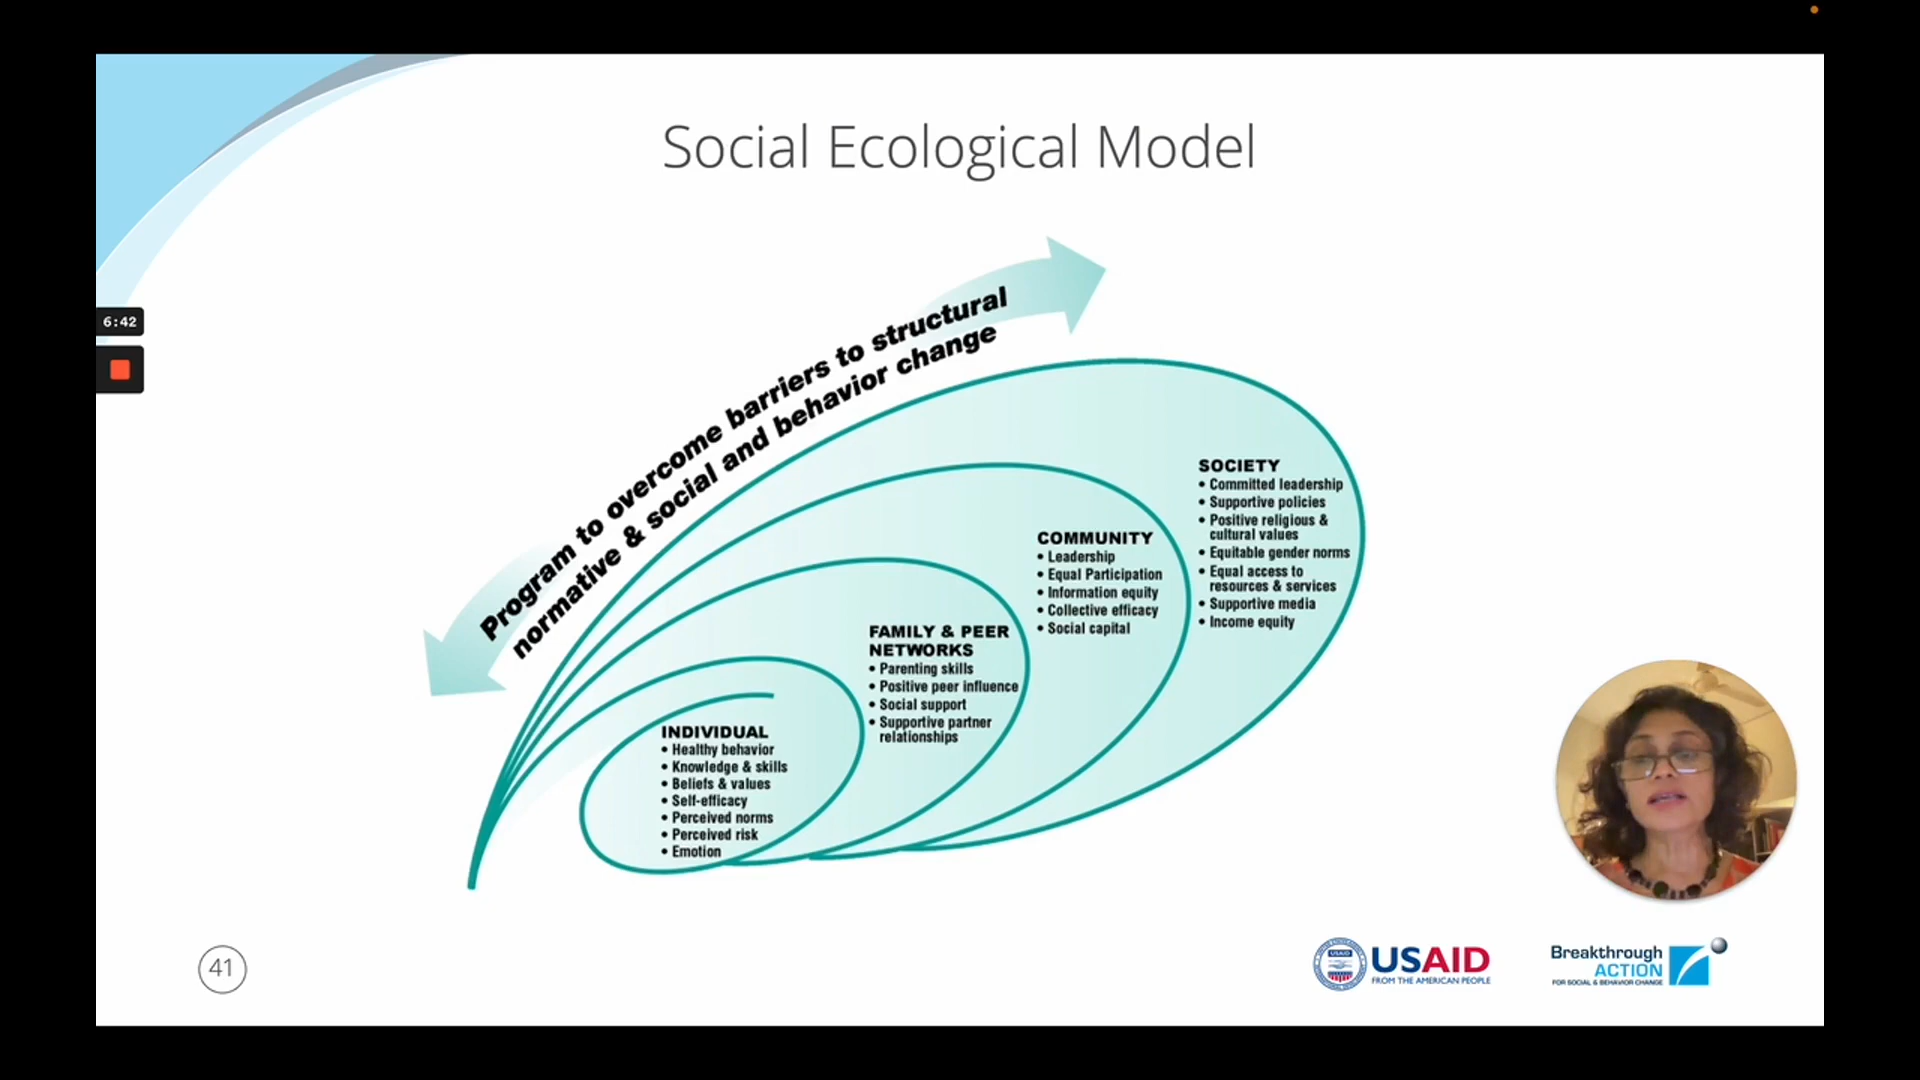 Social Ecological Model
6:42
Program to overcome barriers to structural
normative & social and behavior change
SOCIETY
• Committed leadership
• Supportive policies
• Positive religious &
cultural values
• Equitable gender norms
• Equal access to
resources & services
• Supportive media
• Income equity
COMMUNITY
• Leadership
• Equal Participation
• Information equity
• Collective efficacy
• Social capital
FAMILY & PEER
NETWORKS
• Parenting skills
• Positive peer influence
• Social support
• Supportive partner
relationships
INDIVIDUAL
• Healthy behavior
• Knowledge & skills
• Beliefs & values
• Self-efficacy
• Perceived norms
• Perceived risk
• Emotion
41
USAID
USAID
FROM THE AMERICAN PEOPLE
Breakthrough
ACTION
FOR SOCIAL & BEHAVIOR CHANGE